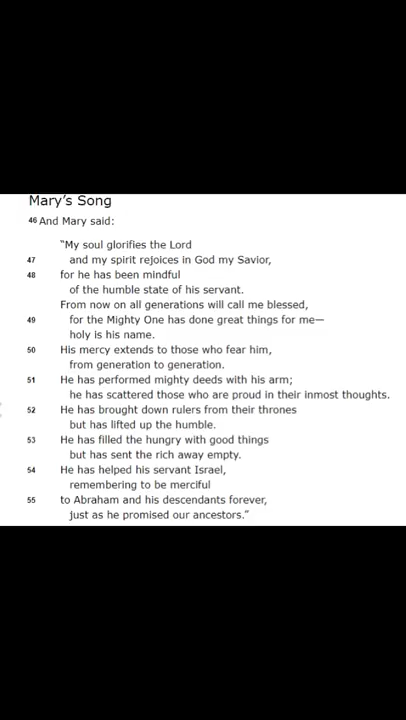 Mary's Song
46 And Mary said:
“My soul glorifies the Lord
47 and my spirit rejoices in God my Savior,
48 for he has been mindful
of the humble state of his servant.
From now on all generations will call me blessed,
49 for the Mighty One has done great things for me—
holy is his name.
50 His mercy extends to those who fear him,
from generation to generation.
51 He has performed mighty deeds with his arm;
he has scattered those who are proud in their inmost thoughts.
52 He has brought down rulers from their thrones
but has lifted up the humble.
53 He has filled the hungry with good things
but has sent the rich away empty.
54 He has helped his servant Israel,
remembering to be merciful
55 to Abraham and his descendants forever,
just as he promised our ancestors.”